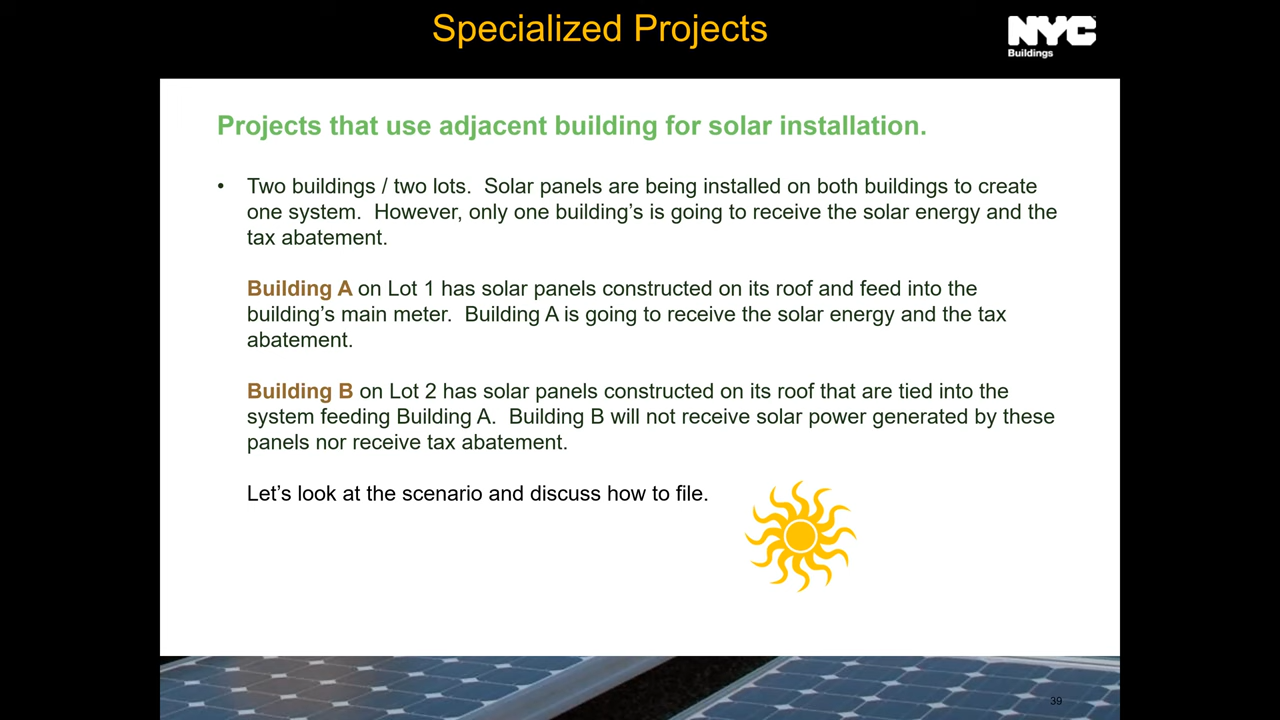 Specialized Projects
NYC
Buildings
Projects that use adjacent building for solar installation.
• Two buildings / two lots.  Solar panels are being installed on both buildings to create
one system.  However, only one building’s is going to receive the solar energy and the
tax abatement.
Building A on Lot 1 has solar panels constructed on its roof and feed into the
building’s main meter.  Building A is going to receive the solar energy and the tax
abatement.
Building B on Lot 2 has solar panels constructed on its roof that are tied into the
system feeding Building A.  Building B will not receive solar power generated by these
panels nor receive tax abatement.
Let’s look at the scenario and discuss how to file.
39